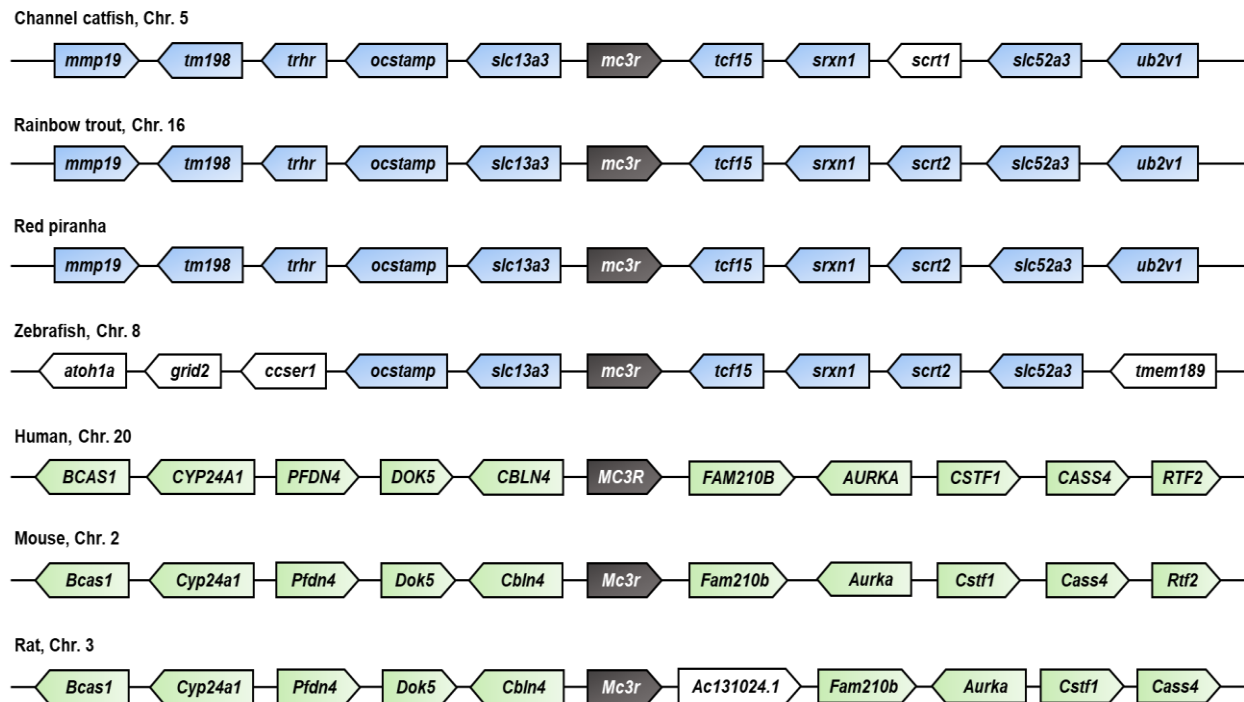 Channel catfish, Chr. 5
mmp19 tm198 trhr ocstamp slc13a3 mc3r tcf15 srxn1 scrt1 slc52a3 ub2v1
Rainbow trout, Chr. 16
mmp19 tm198 trhr ocstamp slc13a3 mc3r tcf15 srxn1 scrt2 slc52a3 ub2v1
Red piranha
mmp19 tm198 trhr ocstamp slc13a3 mc3r tcf15 srxn1 scrt2 slc52a3 ub2v1
Zebrafish, Chr. 8
atoh1a grid2 ccser1 ocstamp slc13a3 mc3r tcf15 srxn1 scrt2 slc52a3 tmem189
Human, Chr. 20
BCAS1 CYP24A1 PFDN4 DOK5 CBLN4 MC3R FAM210B AURKA CSTF1 CASS4 RTF2
Mouse, Chr. 2
Bcas1 Cyp24a1 Pfdn4 Dok5 Cbln4 Mc3r Fam210b Aurka Cstf1 Cass4 Rtf2
Rat, Chr. 3
Bcas1 Cyp24a1 Pfdn4 Dok5 Cbln4 Mc3r Ac131024.1 Fam210b Aurka Cstf1 Cass4